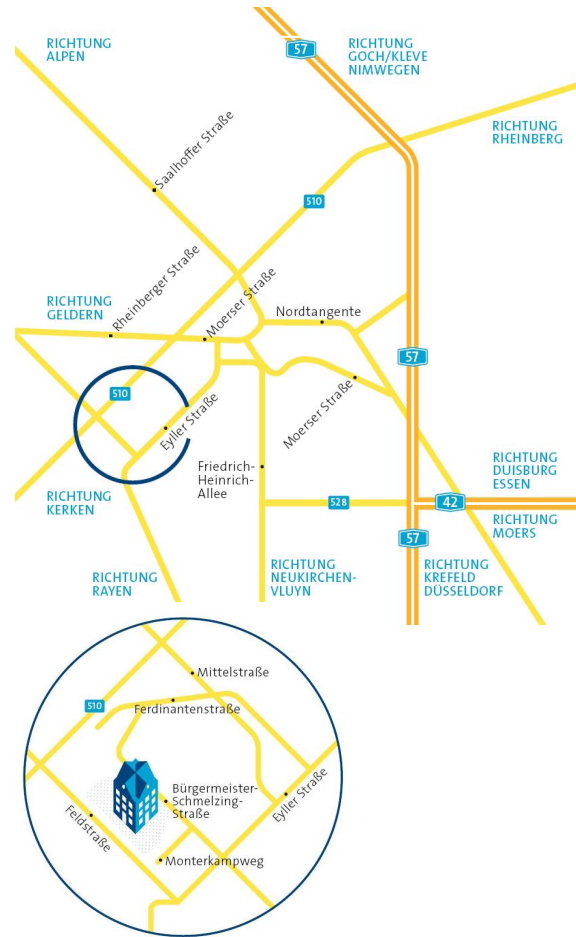 RICHTUNG
ALPEN
57
RICHTUNG
GOCH/KLEVE
NIMWEGEN
RICHTUNG
RHEINBERG
Saalhoffer Straße
510
Rheinberger Straße
Moerser Straße
RICHTUNG
GELDERN
Nordtangente
57
510
Eyller Straße
Moerser Straße
Friedrich-
Heinrich-
Allee
RICHTUNG
DUISBURG
ESSEN
RICHTUNG
KERKEN
528
42
RICHTUNG
MOERS
57
RICHTUNG
RAYEN
RICHTUNG
NEUKIRCHEN-
VLUYN
RICHTUNG
KREFELD
DÜSSELDORF
Mittelstraße
510
Ferdinantenstraße
Bürgermeister-
Schmelzing-
Straße
Eyller Straße
Feldstraße
Monterkampweg